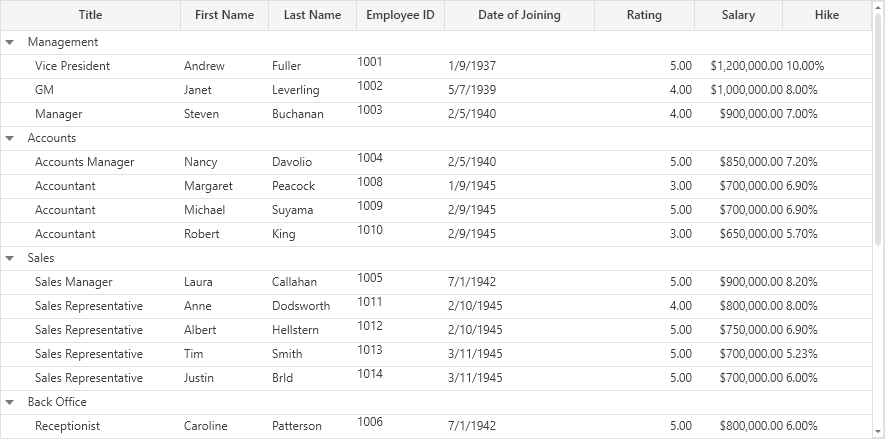 Title First Name Last Name Employee ID Date of Joining Rating Salary Hike
Management
Vice President Andrew Fuller 1001 1/9/1937 5.00 $1,200,000.00 10.00%
GM Janet Leverling 1002 5/7/1939 4.00 $1,000,000.00 8.00%
Manager Steven Buchanan 1003 2/5/1940 4.00 $900,000.00 7.00%
Accounts
Accounts Manager Nancy Davolio 1004 2/5/1940 5.00 $850,000.00 7.20%
Accountant Margaret Peacock 1008 1/9/1945 3.00 $700,000.00 6.90%
Accountant Michael Suyama 1009 2/9/1945 5.00 $700,000.00 6.90%
Accountant Robert King 1010 2/9/1945 3.00 $650,000.00 5.70%
Sales
Sales Manager Laura Callahan 1005 7/1/1942 5.00 $900,000.00 8.20%
Sales Representative Anne Dodsworth 1011 2/10/1945 4.00 $800,000.00 8.00%
Sales Representative Albert Hellstern 1012 2/10/1945 5.00 $750,000.00 6.90%
Sales Representative Tim Smith 1013 3/11/1945 5.00 $700,000.00 5.23%
Sales Representative Justin Brld 1014 3/11/1945 5.00 $700,000.00 6.00%
Back Office
Receptionist Caroline Patterson 1006 7/1/1942 5.00 $800,000.00 6.00%